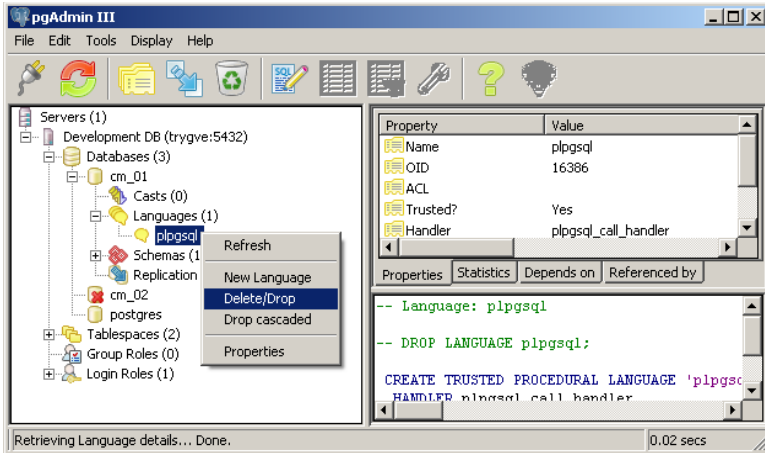 pgAdmin III
File Edit Tools Display Help
SQL
Servers (1)
Development DB (trygve:5432)
Databases (3)
cm_01
Casts (0)
Languages (1)
plpgsql
Schemas (1
Replication
cm_02
postgres
Tablespaces (2)
Group Roles (0)
Login Roles (1)
Refresh
New Language
Delete/Drop
Drop cascaded
Properties
Property Value
Name plpgsql
OID 16386
ACL
Trusted? Yes
Handler plpgsql_call_handler
Properties Statistics Depends on Referenced by
-- Language: plpgsql
-- DROP LANGUAGE plpgsql;
CREATE TRUSTED PROCEDURAL LANGUAGE 'plpgsq
HANDLER plpgsql_call_handler
Retrieving Language details... Done.
0.02 secs